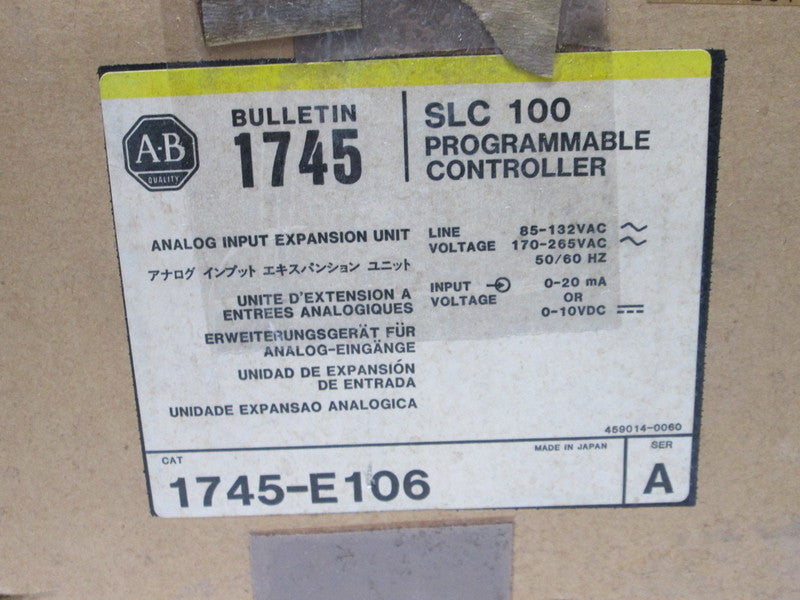 A·B
QUALITY
BULLETIN
1745
SLC 100
PROGRAMMABLE
CONTROLLER
ANALOG INPUT EXPANSION UNIT
アナログ インプット エキスパンション ユニット
UNITE D'EXTENSION A
ENTREES ANALOGIQUES
ERWEITERUNGSGERÄT FÜR
ANALOG-EINGÄNGE
UNIDAD DE EXPANSIÓN
DE ENTRADA
UNIDADE EXPANSAO ANALOGICA
LINE 85-132VAC
VOLTAGE 170-265VAC
50/60 HZ
INPUT 0-20 mA
VOLTAGE OR
0-10VDC
459014-0060
CAT
1745-E106
MADE IN JAPAN
SER
A